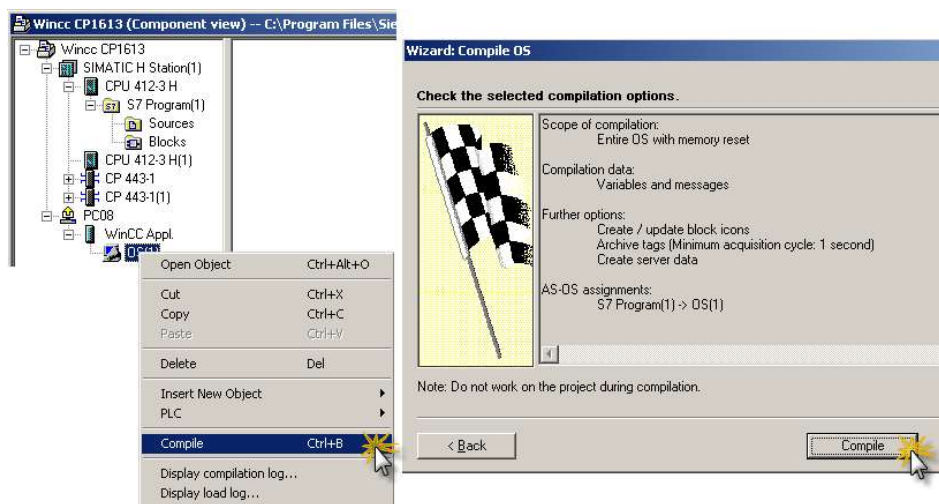 Wincc CP1613 (Component view) -- C:\Program Files\Sie
Wincc CP1613
SIMATIC H Station(1)
CPU 412-3 H
S7 Program(1)
Sources
Blocks
CPU 412-3 H(1)
CP 443-1
CP 443-1(1)
PC08
WinCC Appl.
OS(1)
Open Object Ctrl+Alt+O
Cut Ctrl+X
Copy Ctrl+C
Paste Ctrl+V
Delete Del
Insert New Object
PLC
Compile Ctrl+B
Display compilation log...
Display load log...
Wizard: Compile OS
Check the selected compilation options.
Scope of compilation:
Entire OS with memory reset
Compilation data:
Variables and messages
Further options:
Create / update block icons
Archive tags (Minimum acquisition cycle: 1 second)
Create server data
AS-OS assignments:
S7 Program(1) -> OS(1)
Note: Do not work on the project during compilation.
< Back
Compile